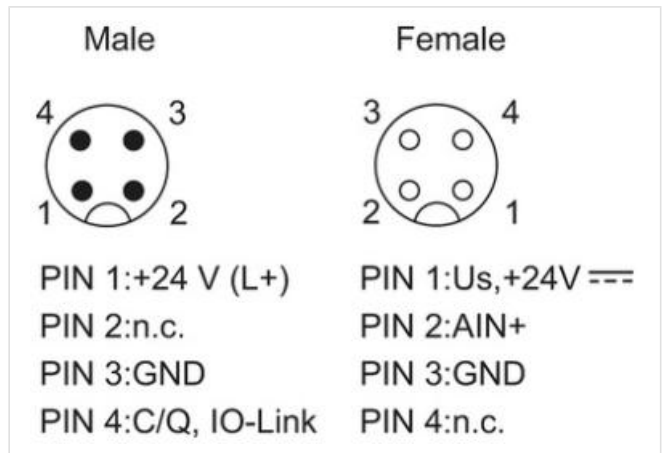 Male Female
4 3 3 4
1 2 2 1
PIN 1:+24 V (L+) PIN 1:Us,+24V
PIN 2:n.c. PIN 2:AIN+
PIN 3:GND PIN 3:GND
PIN 4:C/Q, IO-Link PIN 4:n.c.